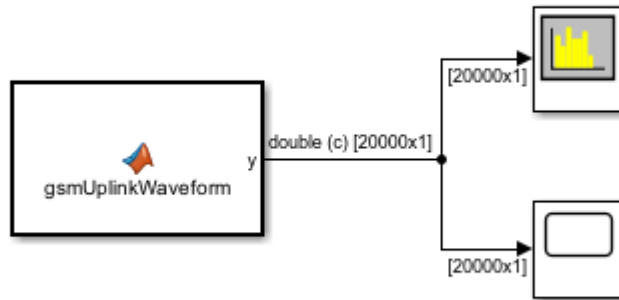 [20000x1]
double (c) [20000x1]
y
gsmUplinkWaveform
[20000x1]